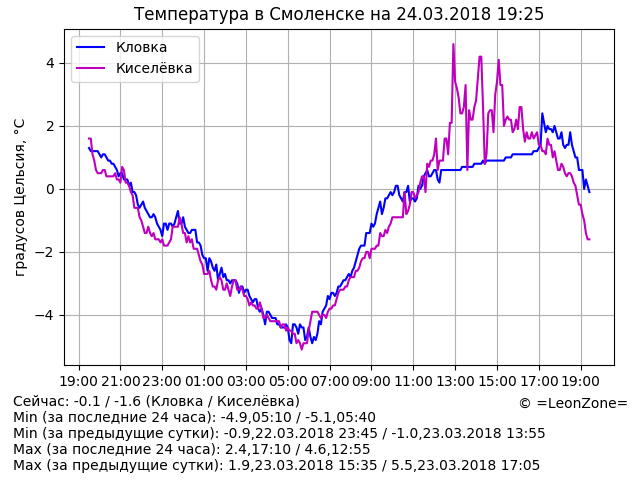 Температура в Смоленске на 24.03.2018 19:25
Кловка
Киселёвка
градусов Цельсия, °C
4
2
0
−2
−4
19:00 21:00 23:00 01:00 03:00 05:00 07:00 09:00 11:00 13:00 15:00 17:00 19:00
Сейчас: -0.1 / -1.6 (Кловка / Киселёвка)
© =LeonZone=
Min (за последние 24 часа): -4.9,05:10 / -5.1,05:40
Min (за предыдущие сутки): -0.9,22.03.2018 23:45 / -1.0,23.03.2018 13:55
Max (за последние 24 часа): 2.4,17:10 / 4.6,12:55
Max (за предыдущие сутки): 1.9,23.03.2018 15:35 / 5.5,23.03.2018 17:05